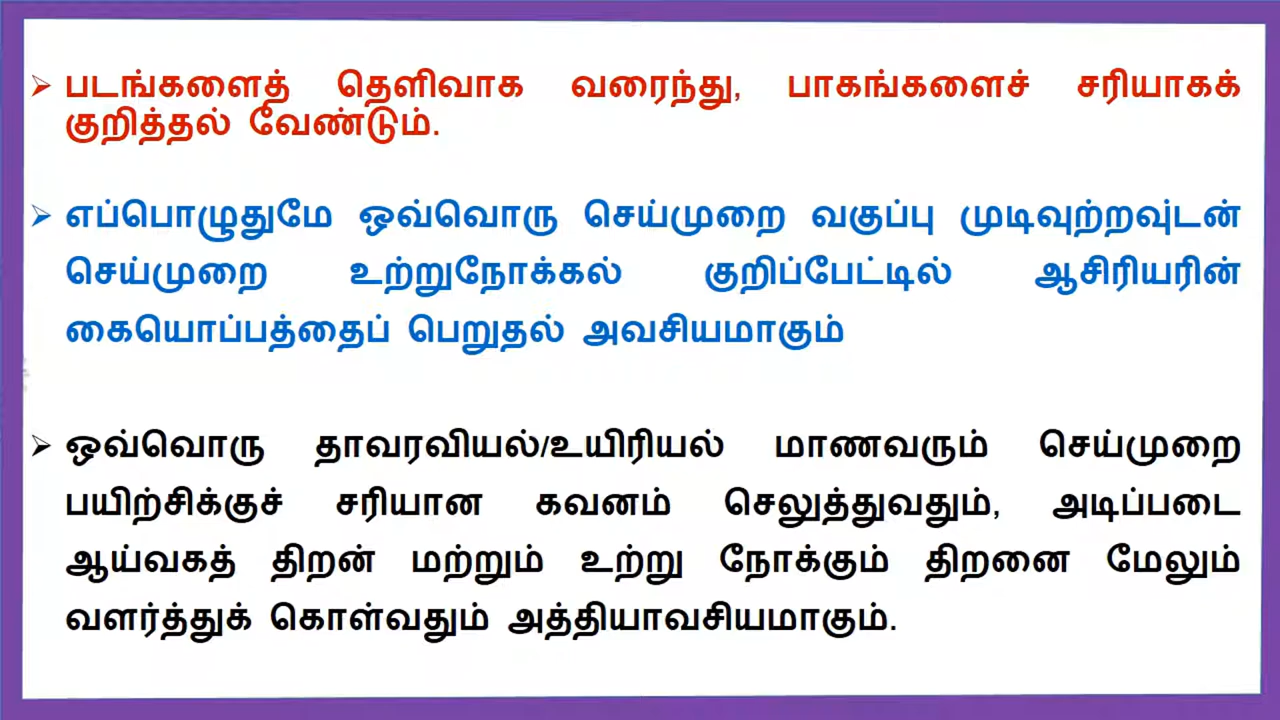 ➢ படங்களைத் தெளிவாக வரைந்து, பாகங்களைச் சரியாகக்
குறித்தல் வேண்டும்.
➢ எப்பொழுதுமே ஒவ்வொரு செய்முறை வகுப்பு முடிவுற்றவுடன்
செய்முறை உற்றுநோக்கல் குறிப்பேட்டில் ஆசிரியரின்
கையொப்பத்தைப் பெறுதல் அவசியமாகும்
➢ ஒவ்வொரு தாவரவியல்/உயிரியல் மாணவரும் செய்முறை
பயிற்சிக்குச் சரியான கவனம் செலுத்துவதும், அடிப்படை
ஆய்வகத் திறன் மற்றும் உற்று நோக்கும் திறனை மேலும்
வளர்த்துக் கொள்வதும் அத்தியாவசியமாகும்.